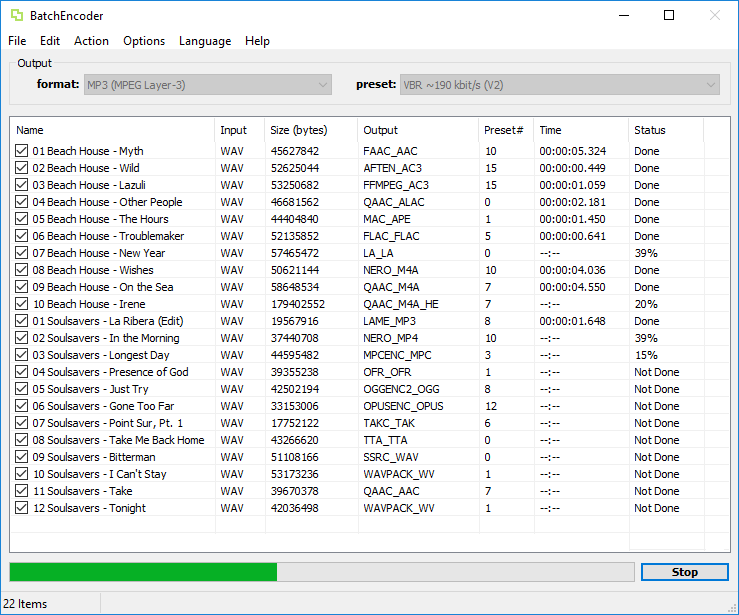 BatchEncoder
File Edit Action Options Language Help
Output
format: MP3 (MPEG Layer-3) preset: VBR ~190 kbit/s (V2)
Name Input Size (bytes) Output Preset# Time Status
01 Beach House - Myth WAV 45627842 FAAC_AAC 10 00:00:05.324 Done
02 Beach House - Wild WAV 52625044 AFTEN_AC3 15 00:00:00.449 Done
03 Beach House - Lazuli WAV 53250682 FFMPEG_AC3 15 00:00:01.059 Done
04 Beach House - Other People WAV 46681562 QAAC_ALAC 0 00:00:02.181 Done
05 Beach House - The Hours WAV 44404840 MAC_APE 1 00:00:01.450 Done
06 Beach House - Troublemaker WAV 52135852 FLAC_FLAC 5 00:00:00.641 Done
07 Beach House - New Year WAV 57465472 LA_LA 0 --:-- 39%
08 Beach House - Wishes WAV 50621144 NERO_M4A 10 00:00:04.036 Done
09 Beach House - On the Sea WAV 58648534 QAAC_M4A 7 00:00:04.550 Done
10 Beach House - Irene WAV 179402552 QAAC_M4A_HE 7 --:-- 20%
01 Soulsavers - La Ribera (Edit) WAV 19567916 LAME_MP3 8 00:00:01.648 Done
02 Soulsavers - In the Morning WAV 37440708 NERO_MP4 10 --:-- 39%
03 Soulsavers - Longest Day WAV 44595482 MPCENC_MPC 3 --:-- 15%
04 Soulsavers - Presence of God WAV 39355238 OFR_OFR 1 --:-- Not Done
05 Soulsavers - Just Try WAV 42502194 OGGENC2_OGG 8 --:-- Not Done
06 Soulsavers - Gone Too Far WAV 33153006 OPUSENC_OPUS 12 --:-- Not Done
07 Soulsavers - Point Sur, Pt. 1 WAV 17752122 TAKC_TAK 6 --:-- Not Done
08 Soulsavers - Take Me Back Home WAV 43266620 TTA_TTA 0 --:-- Not Done
09 Soulsavers - Bitterman WAV 51108166 SSRC_WAV 0 --:-- Not Done
10 Soulsavers - I Can't Stay WAV 53173236 WAVPACK_WV 1 --:-- Not Done
11 Soulsavers - Take WAV 39670378 QAAC_AAC 7 --:-- Not Done
12 Soulsavers - Tonight WAV 42036498 WAVPACK_WV 1 --:-- Not Done
Stop
22 Items